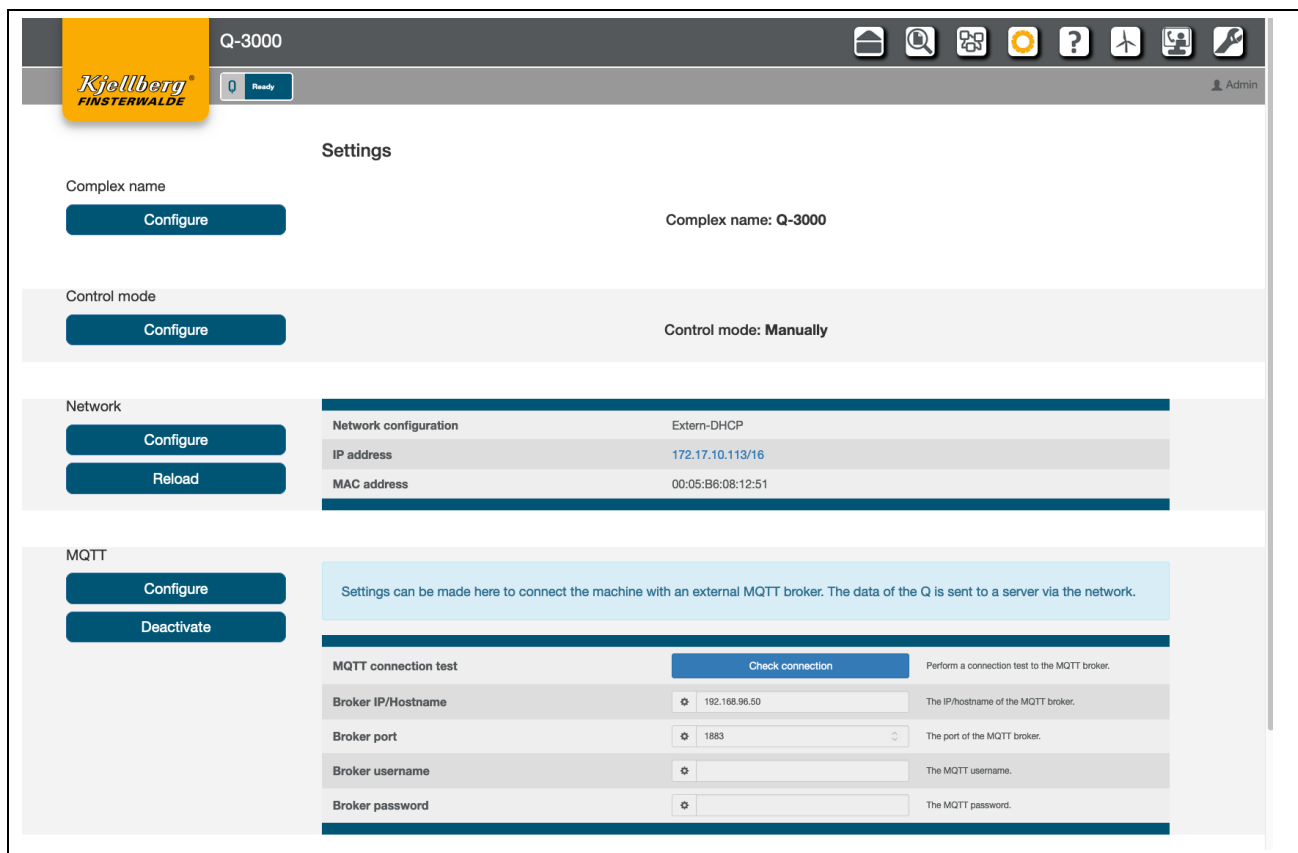 Q-3000
Kjellberg®
FINSTERWALDE
Q Ready
Admin
Settings
Complex name
Configure
Complex name: Q-3000
Control mode
Configure
Control mode: Manually
Network
Configure
Reload
Network configuration Extern-DHCP
IP address 172.17.10.113/16
MAC address 00:05:B6:08:12:51
MQTT
Configure
Deactivate
Settings can be made here to connect the machine with an external MQTT broker. The data of the Q is sent to a server via the network.
MQTT connection test Check connection Perform a connection test to the MQTT broker.
Broker IP/Hostname 192.168.96.50 The IP/hostname of the MQTT broker.
Broker port 1883 The port of the MQTT broker.
Broker username The MQTT username.
Broker password The MQTT password.